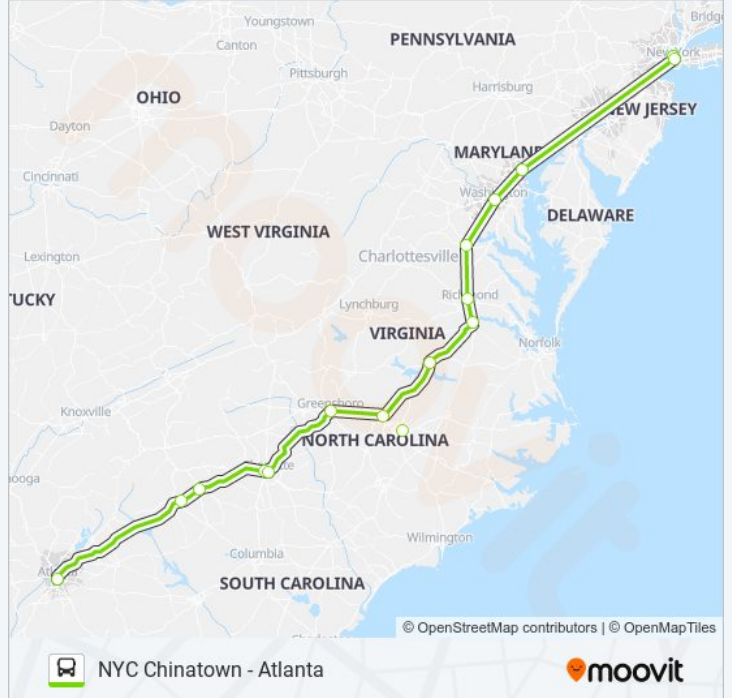 Youngstown
Bridg
PENNSYLVANIA
Canton
New York
Pittsburgh
Harrisburg
OHIO
NEW JERSEY
Dayton
MARYLAND
Cincinnati
Washington
DELAWARE
WEST VIRGINIA
Charlottesville
Lexington
TUCKY
Richmond
Lynchburg
VIRGINIA
Norfolk
Greensboro
Knoxville
NORTH CAROLINA
ooga
Wilmington
Columbia
Atlanta
SOUTH CAROLINA
© OpenStreetMap contributors | © OpenMapTiles
NYC Chinatown - Atlanta
moovit